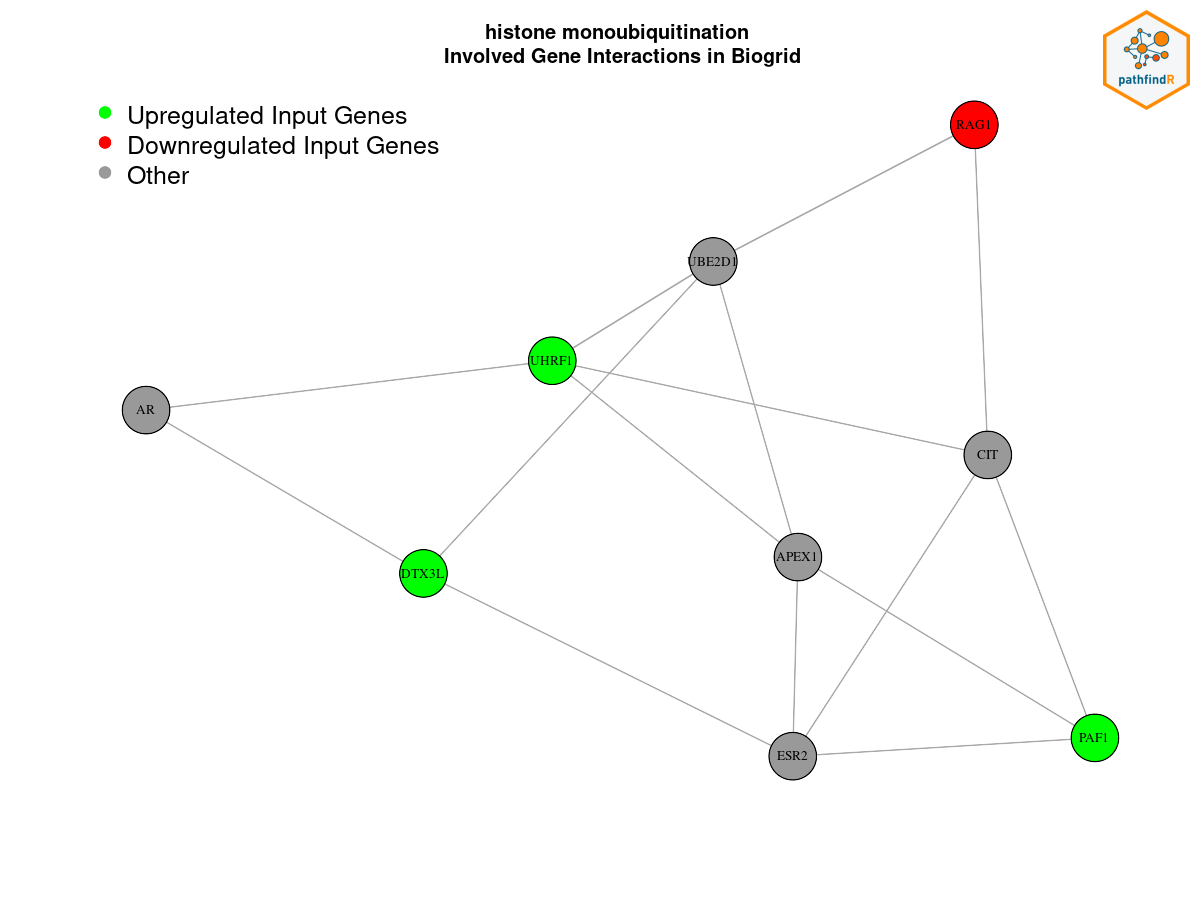 histone monoubiquitination
Involved Gene Interactions in Biogrid
pathfindR
Upregulated Input Genes
Downregulated Input Genes
Other
RAG1
UBE2D1
UHRF1
AR
CIT
APEX1
DTX3L
PAF1
ESR2